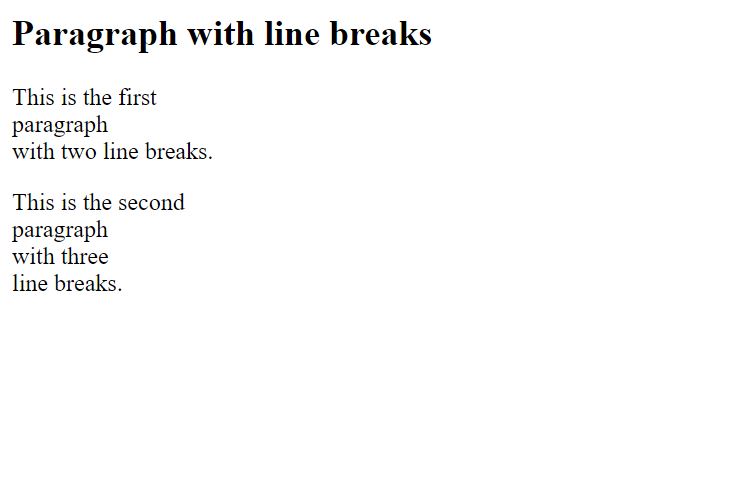 Paragraph with line breaks
This is the first
paragraph
with two line breaks.
This is the second
paragraph
with three
line breaks.